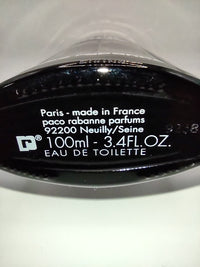 Paris - made in France
paco rabanne parfums
92200 Neuilly/Seine
100ml - 3.4FL.OZ.
EAU DE TOILETTE